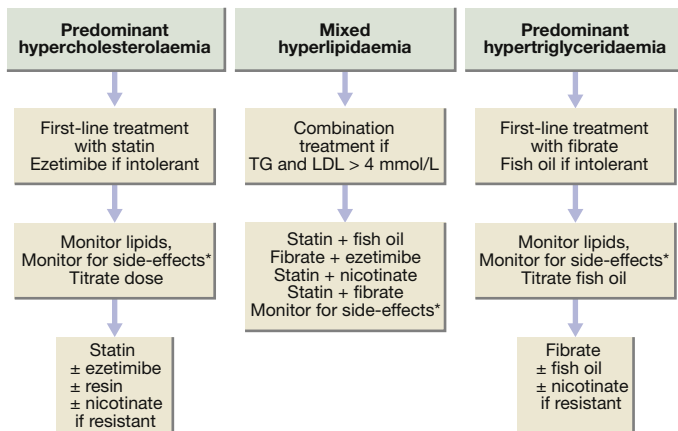 Predominant
hypercholesterolaemia
First-line treatment
with statin
Ezetimibe if intolerant
Monitor lipids,
Monitor for side-effects*
Titrate dose
Statin
± ezetimibe
± resin
± nicotinate
if resistant
Mixed
hyperlipidaemia
Combination
treatment if
TG and LDL > 4 mmol/L
Statin + fish oil
Fibrate + ezetimibe
Statin + nicotinate
Statin + fibrate
Monitor for side-effects*
Predominant
hypertriglyceridaemia
First-line treatment
with fibrate
Fish oil if intolerant
Monitor lipids,
Monitor for side-effects*
Titrate fish oil
Fibrate
± fish oil
± nicotinate
if resistant